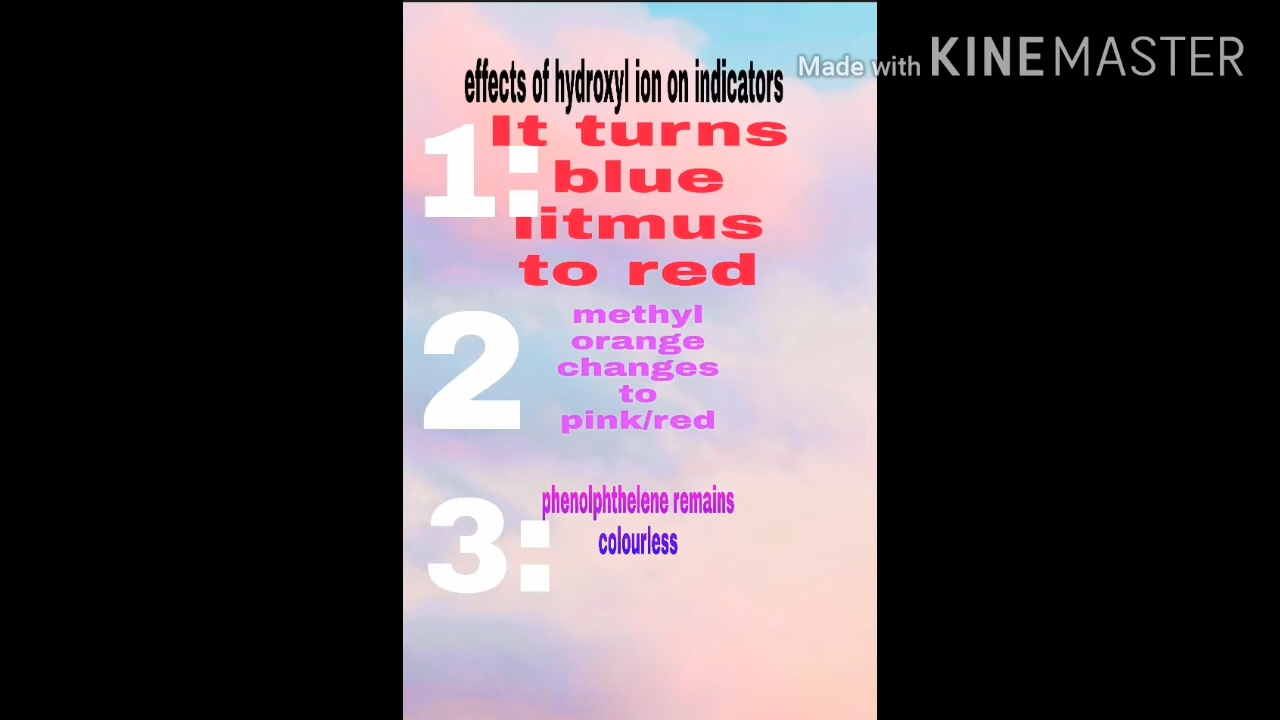 Made with KINEMASTER
effects of hydroxyl ion on indicators
1:
It turns
blue
litmus
to red
2
methyl
orange
changes
to
pink/red
3:
phenolphthelene remains
colourless